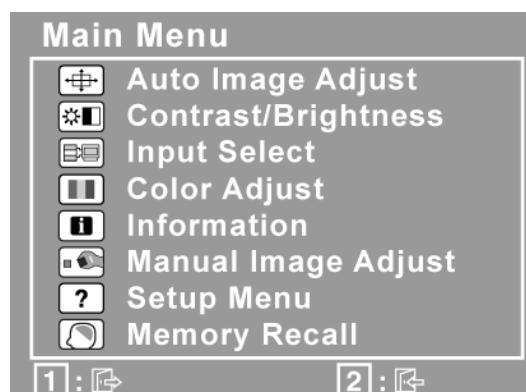 Main Menu
Auto Image Adjust
Contrast/Brightness
Input Select
Color Adjust
Information
Manual Image Adjust
Setup Menu
Memory Recall
1 : 2 :